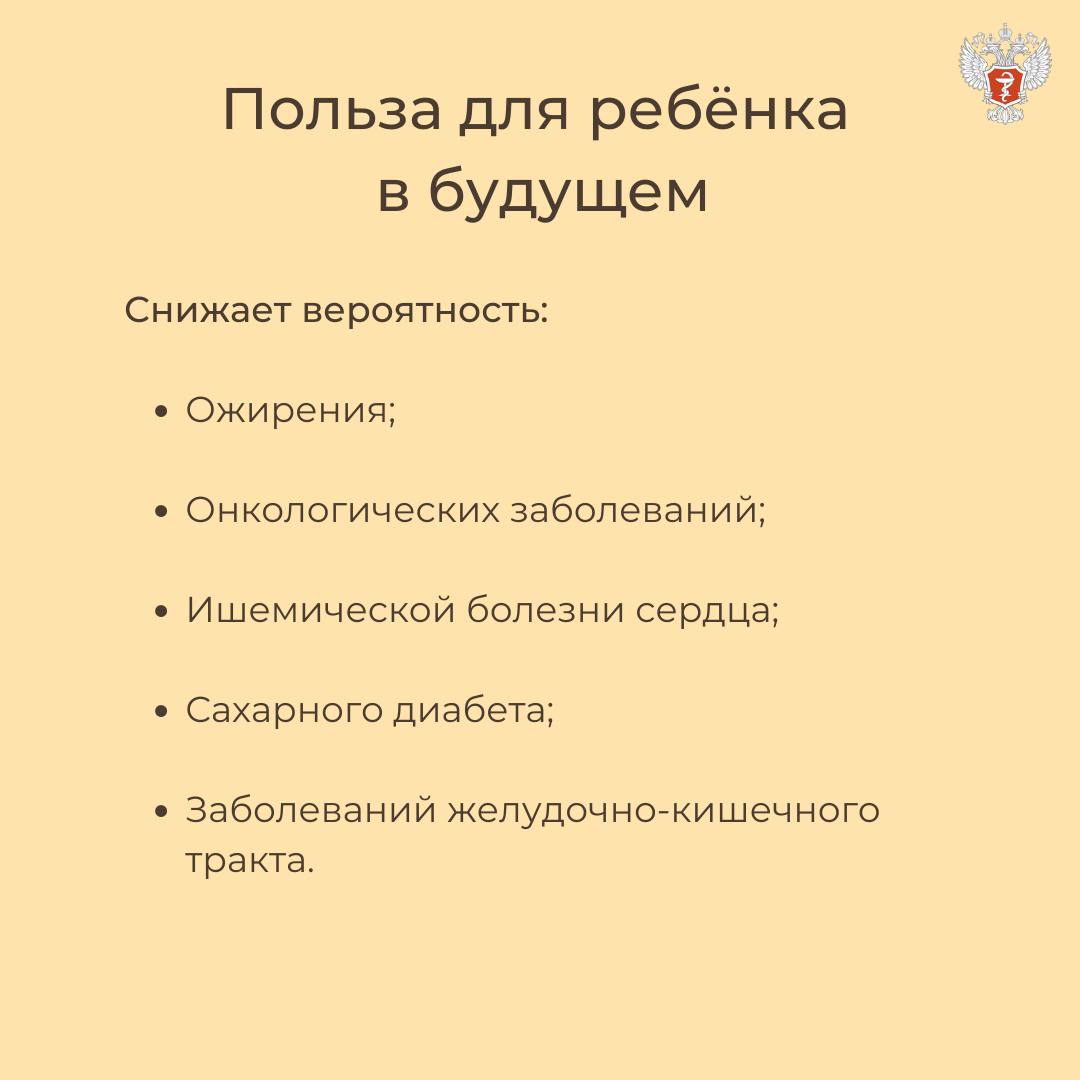 Польза для ребёнка
в будущем
Снижает вероятность:
• Ожирения;
• Онкологических заболеваний;
• Ишемической болезни сердца;
• Сахарного диабета;
• Заболеваний желудочно-кишечного
тракта.